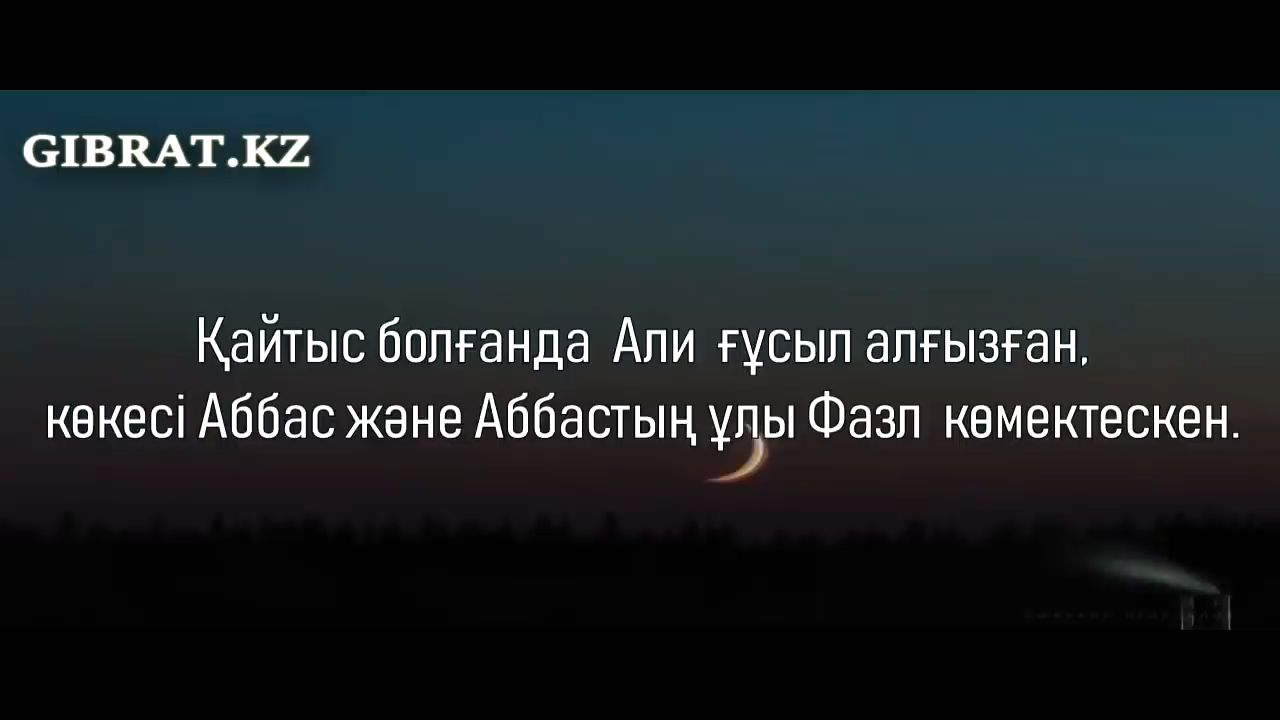 GIBRAT.KZ
Қайтыс болғанда Али ғұсыл алғызған,
көкесі Аббас және Аббастың ұлы Фазл көмектескен.